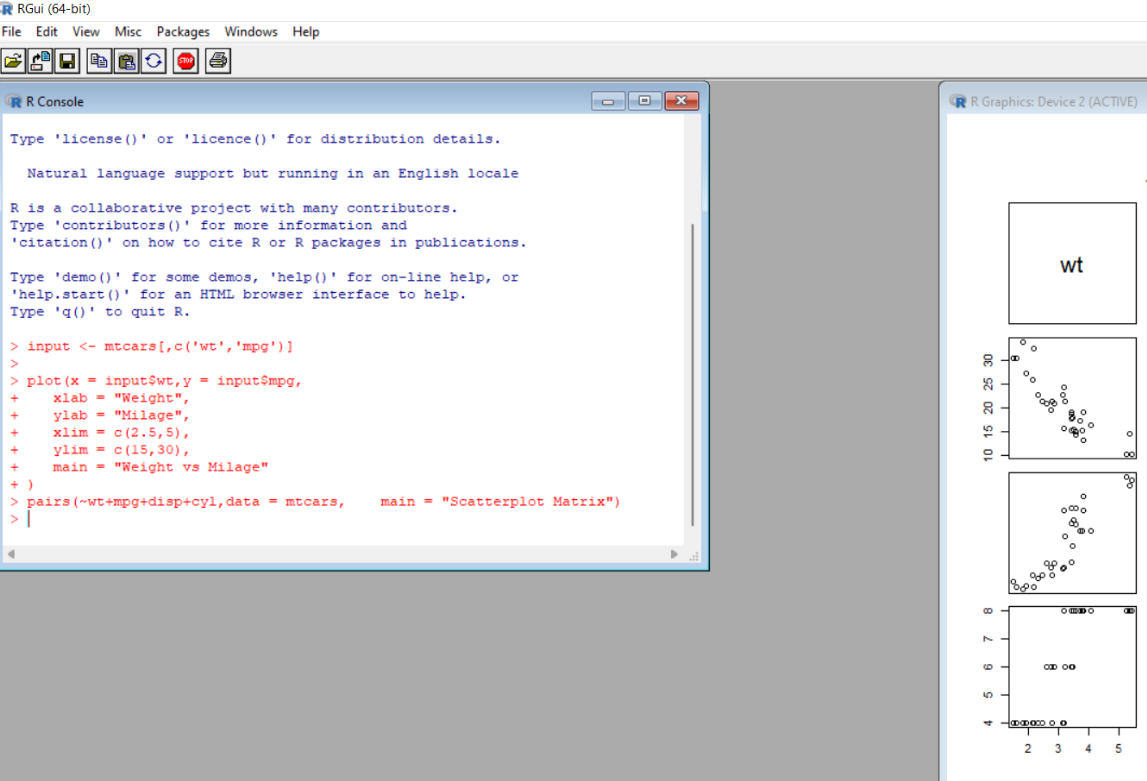 RGui (64-bit)
File Edit View Misc Packages Windows Help
STOP
R Console
Type 'license()' or 'licence()' for distribution details.
Natural language support but running in an English locale
R is a collaborative project with many contributors.
Type 'contributors()' for more information and
'citation()' on how to cite R or R packages in publications.
Type 'demo()' for some demos, 'help()' for on-line help, or
'help.start()' for an HTML browser interface to help.
Type 'q()' to quit R.
> input <- mtcars[,c('wt','mpg')]
>
> plot(x = input$wt,y = input$mpg,
+    xlab = "Weight",
+    ylab = "Milage",
+    xlim = c(2.5,5),
+    ylim = c(15,30),
+    main = "Weight vs Milage"
+ )
> pairs(~wt+mpg+disp+cyl,data = mtcars,    main = "Scatterplot Matrix")
>
R Graphics: Device 2 (ACTIVE)
wt
30
25
20
15
10
8
7
6
5
4
2 3 4 5